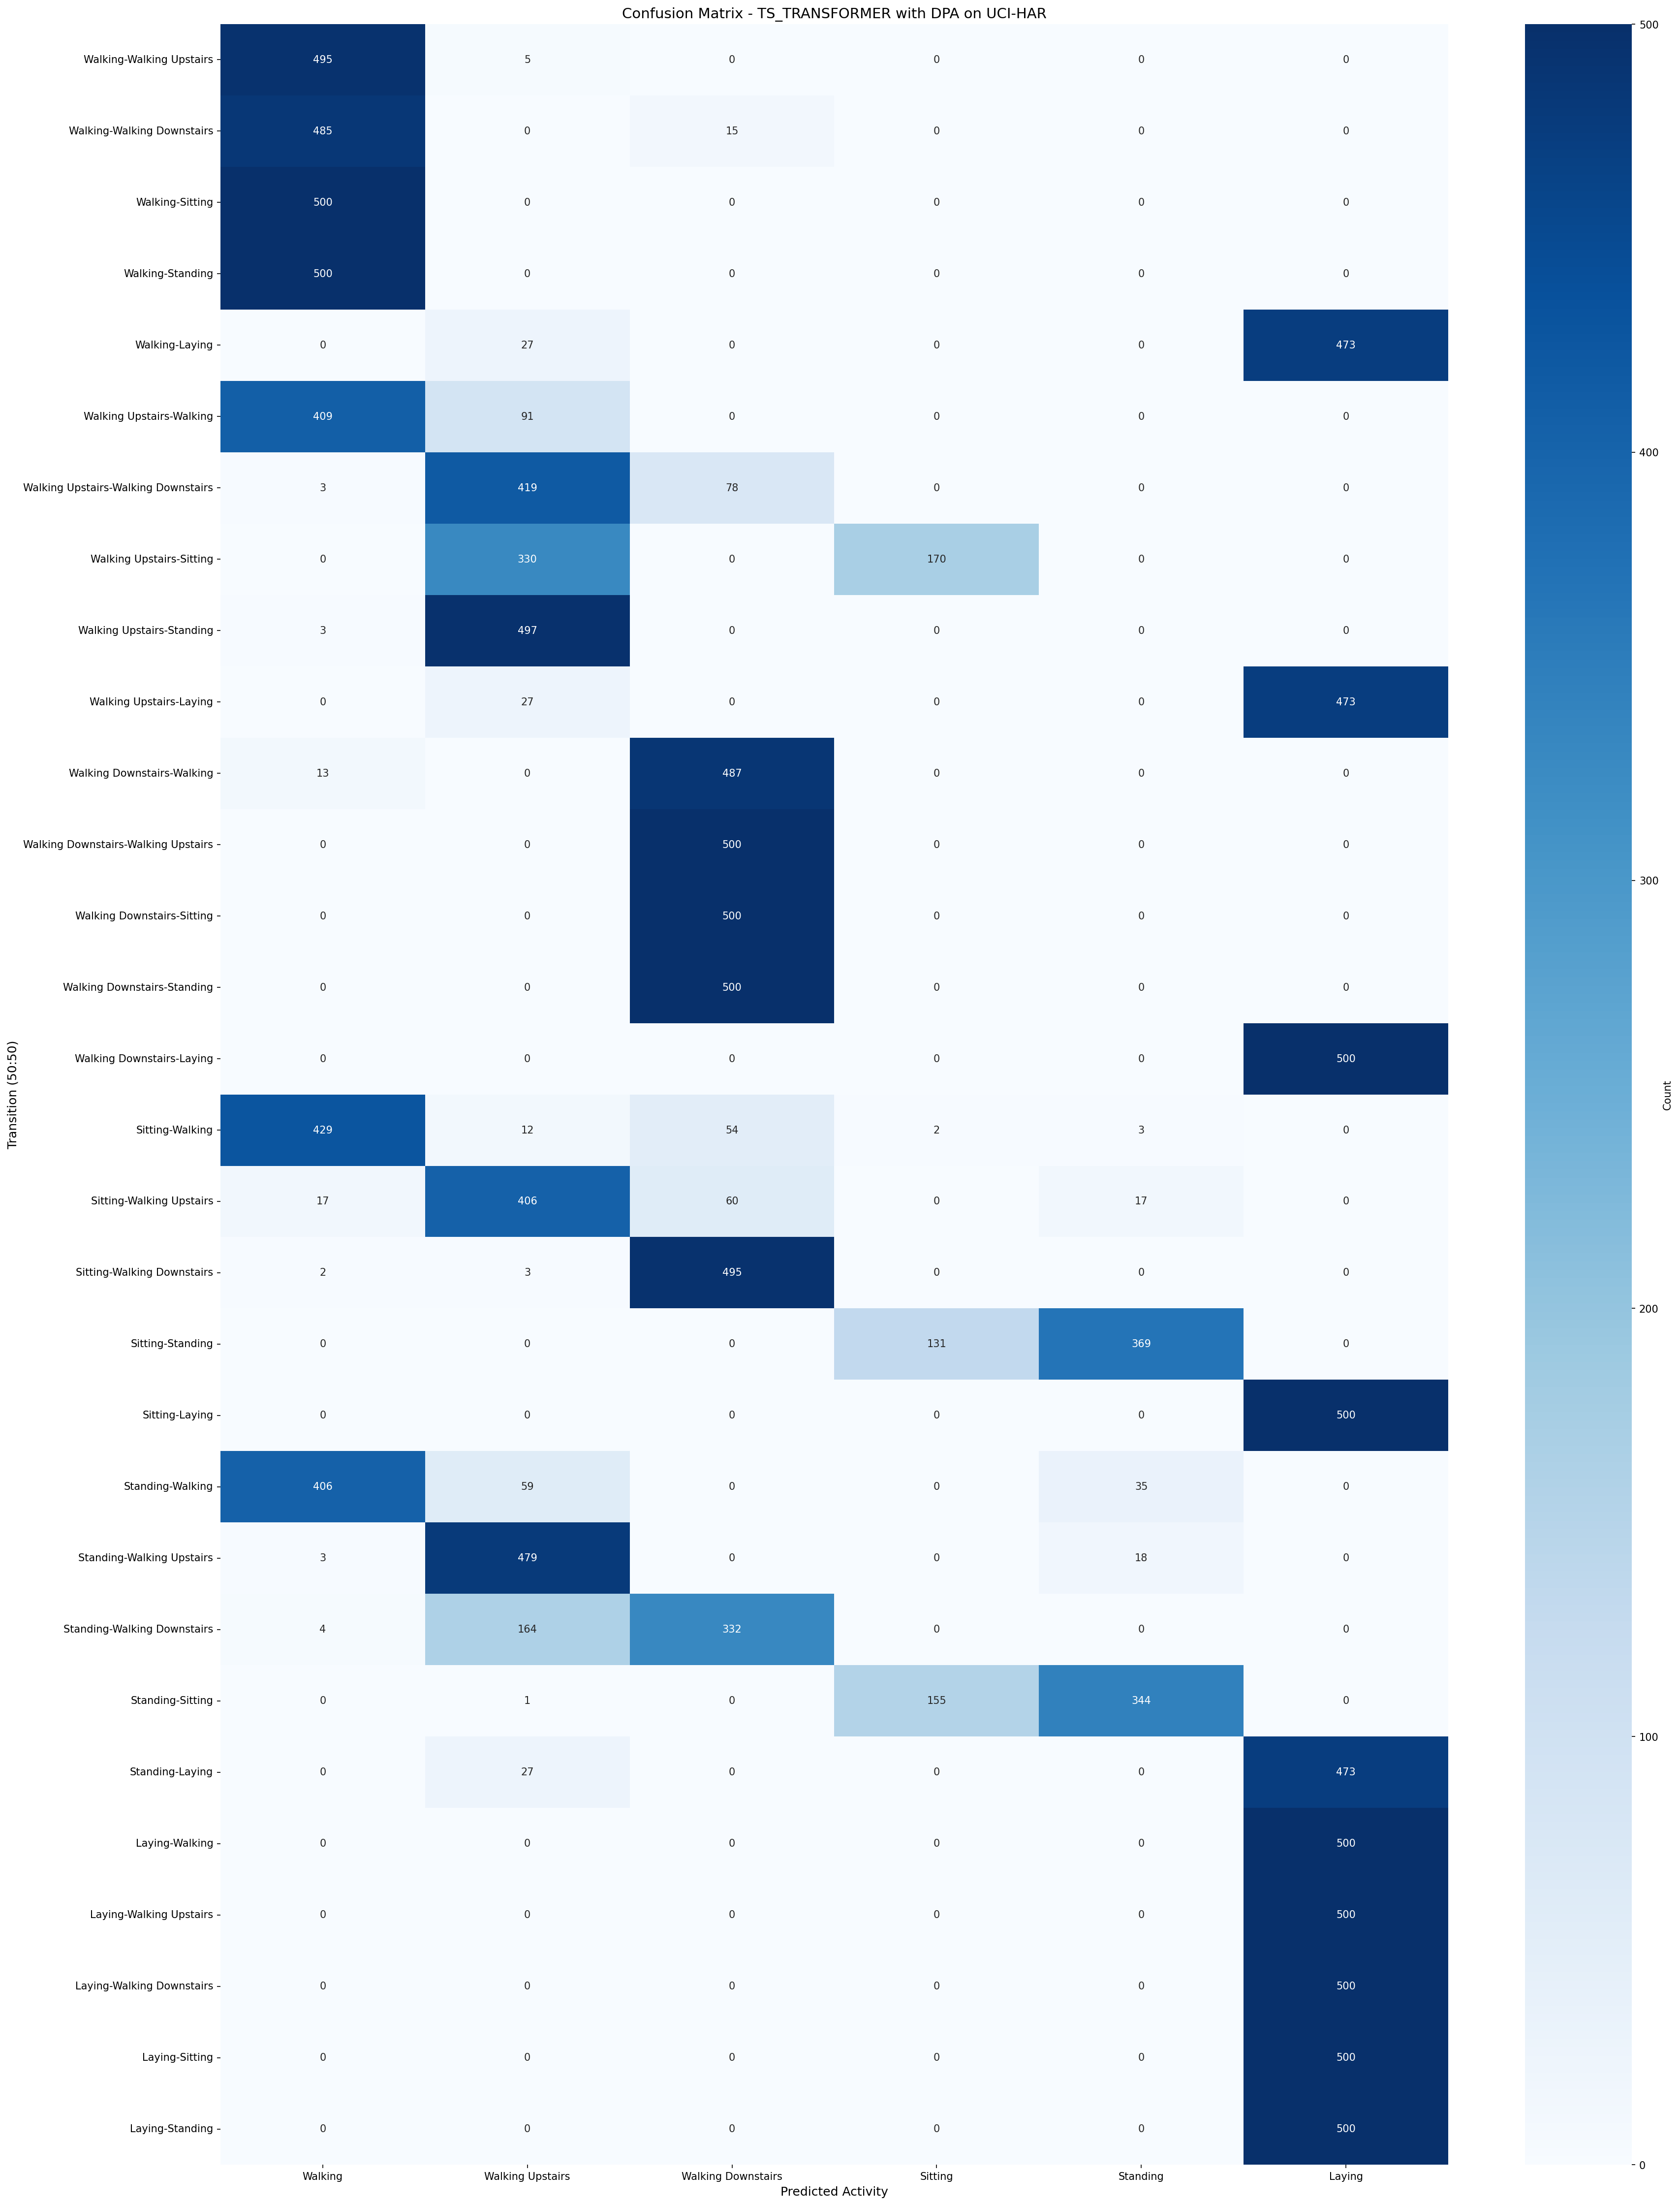 Confusion Matrix - TS_TRANSFORMER with DPA on UCI-HAR
Walking-Walking Upstairs 495 5 0 0 0 0
Walking-Walking Downstairs 485 0 15 0 0 0
Walking-Sitting 500 0 0 0 0 0
Walking-Standing 500 0 0 0 0 0
Walking-Laying 0 27 0 0 0 473
Walking Upstairs-Walking 409 91 0 0 0 0
Walking Upstairs-Walking Downstairs 3 419 78 0 0 0
Walking Upstairs-Sitting 0 330 0 170 0 0
Walking Upstairs-Standing 3 497 0 0 0 0
Walking Upstairs-Laying 0 27 0 0 0 473
Walking Downstairs-Walking 13 0 487 0 0 0
Walking Downstairs-Walking Upstairs 0 0 500 0 0 0
Walking Downstairs-Sitting 0 0 500 0 0 0
Walking Downstairs-Standing 0 0 500 0 0 0
Walking Downstairs-Laying 0 0 0 0 0 500
Sitting-Walking 429 12 54 2 3 0
Sitting-Walking Upstairs 17 406 60 0 17 0
Sitting-Walking Downstairs 2 3 495 0 0 0
Sitting-Standing 0 0 0 131 369 0
Sitting-Laying 0 0 0 0 0 500
Standing-Walking 406 59 0 0 35 0
Standing-Walking Upstairs 3 479 0 0 18 0
Standing-Walking Downstairs 4 164 332 0 0 0
Standing-Sitting 0 1 0 155 344 0
Standing-Laying 0 27 0 0 0 473
Laying-Walking 0 0 0 0 0 500
Laying-Walking Upstairs 0 0 0 0 0 500
Laying-Walking Downstairs 0 0 0 0 0 500
Laying-Sitting 0 0 0 0 0 500
Laying-Standing 0 0 0 0 0 500
Walking Walking Upstairs Walking Downstairs Sitting Standing Laying
Predicted Activity
Transition (50:50)
500
400
300
200
100
0
Count